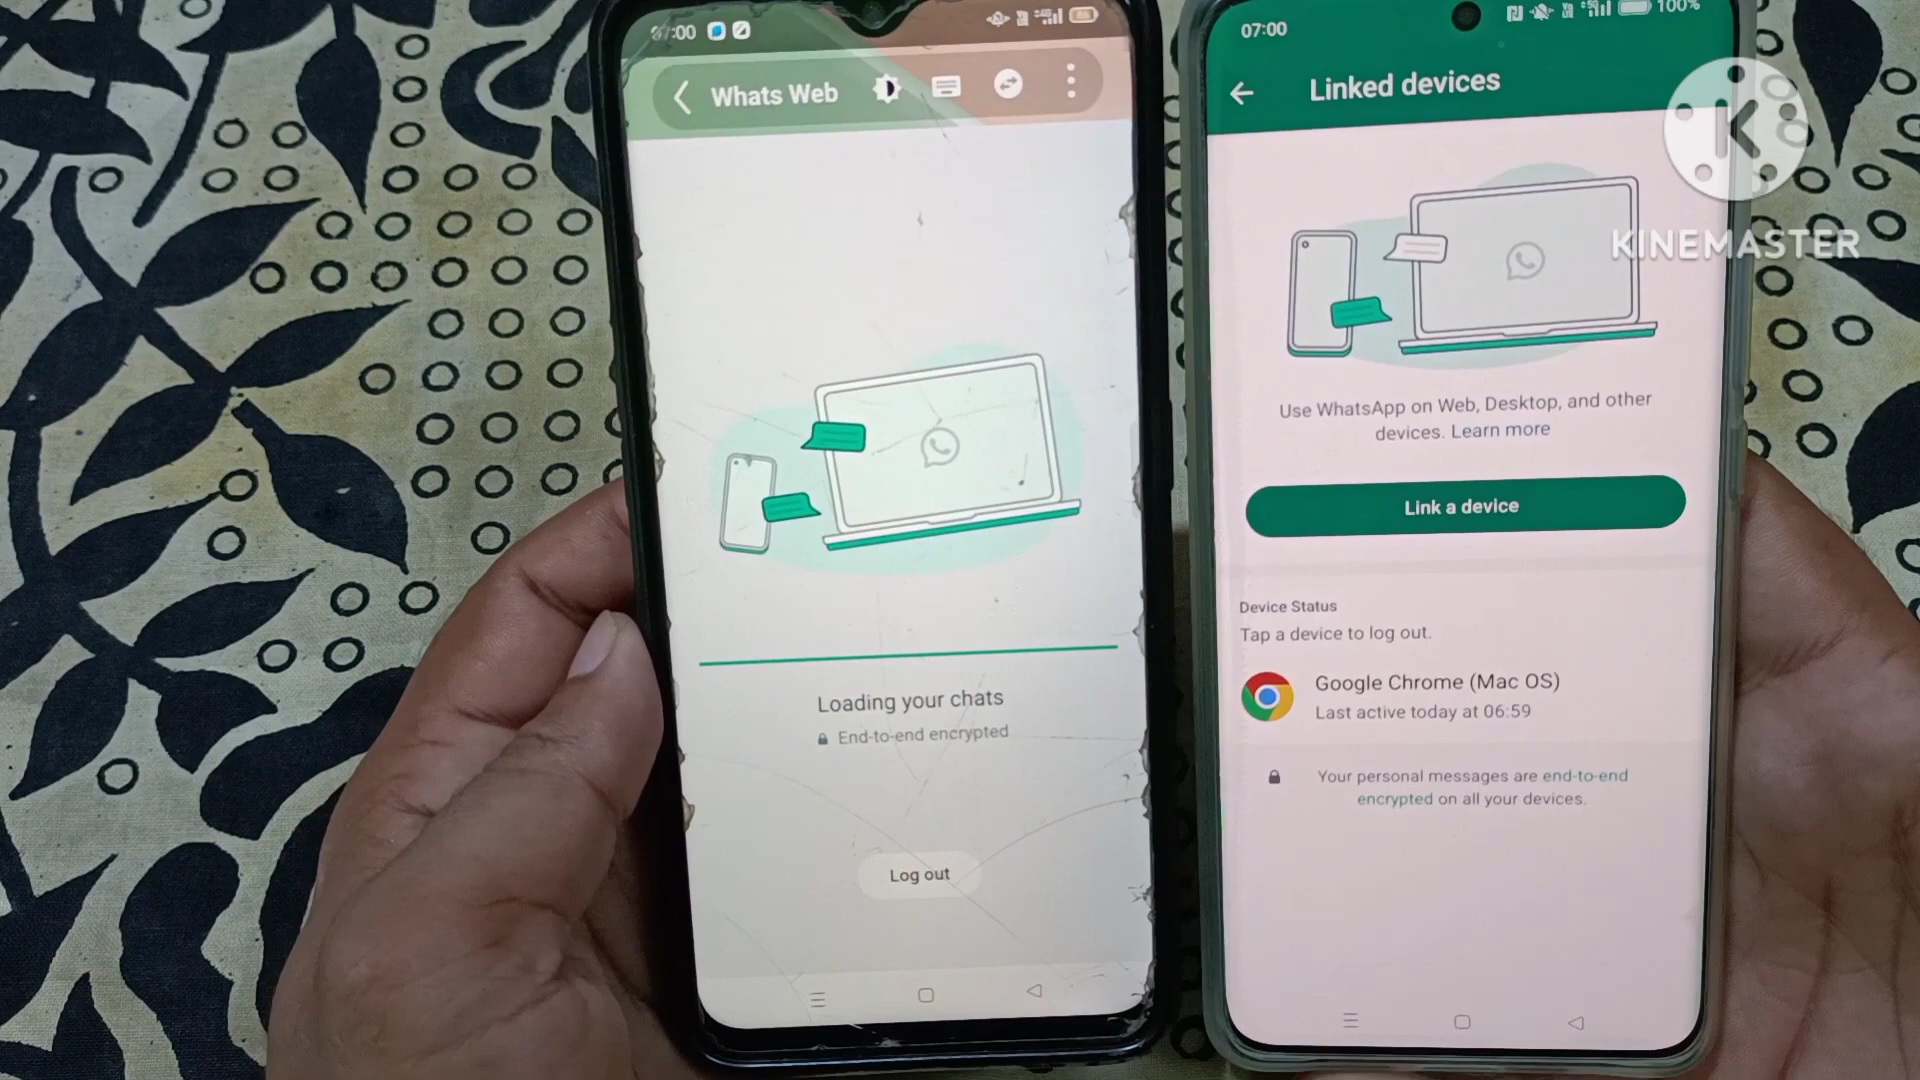 07:00
Whats Web
Loading your chats
End-to-end encrypted
Log out
07:00
100%
Linked devices
KINEMASTER
Use WhatsApp on Web, Desktop, and other
devices. Learn more
Link a device
Device Status
Tap a device to log out.
Google Chrome (Mac OS)
Last active today at 06:59
Your personal messages are end-to-end
encrypted on all your devices.